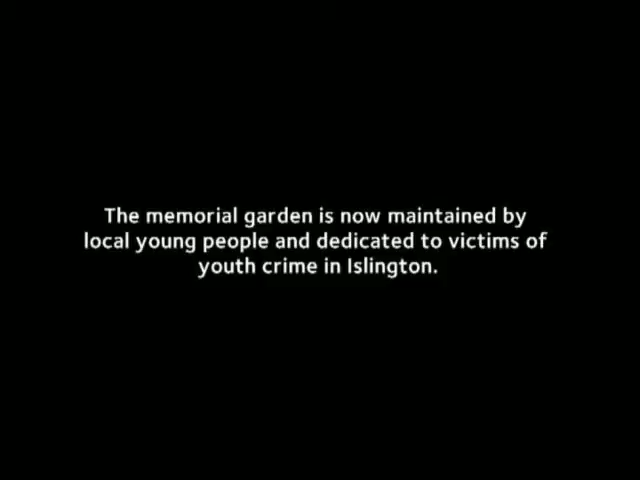 The memorial garden is now maintained by
local young people and dedicated to victims of
youth crime in Islington.